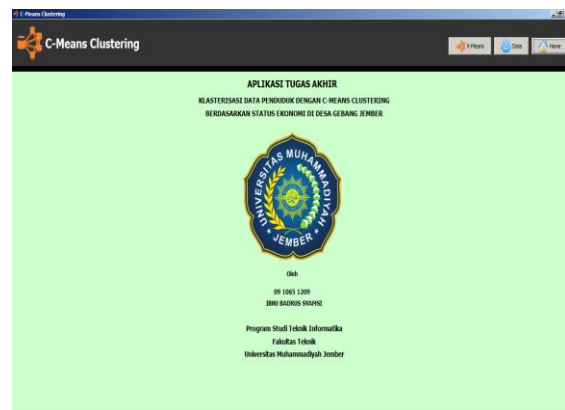 C-Means Clustering
C-Means Clustering
K-Means
Data
Home
APLIKASI TUGAS AKHIR
KLASTERISASI DATA PENDUDUK DENGAN C-MEANS CLUSTERING
BERDASARKAN STATUS EKONOMI DI DESA GEBANG JEMBER
UNIVERSITAS MUHAMMADIYAH
JEMBER
Oleh
09 1065 1209
IBNU BADRUS SYAMSI
Program Studi Teknik Informatika
Fakultas Teknik
Universitas Muhammadiyah Jember